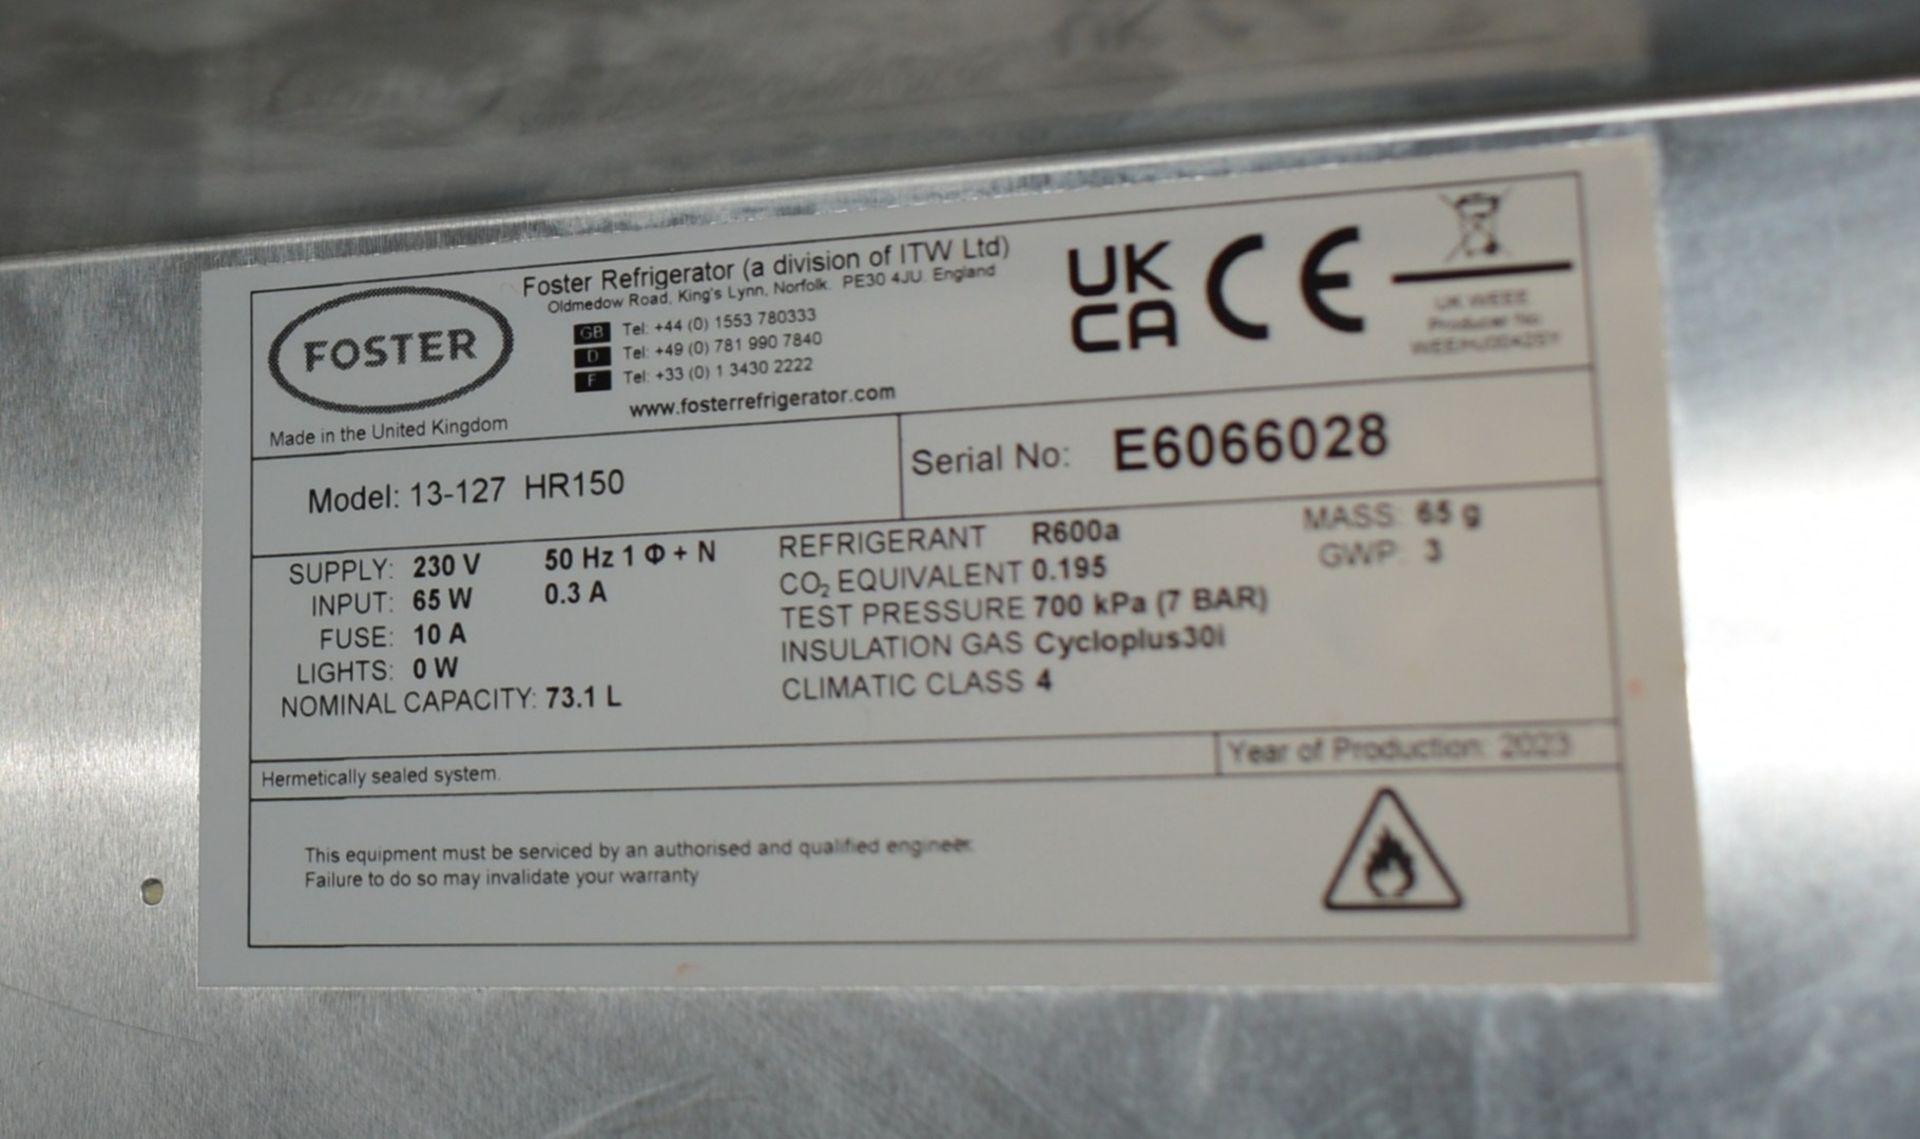 FOSTER
Made in the United Kingdom
Foster Refrigerator (a division of ITW Ltd)
Oldmedow Road, King's Lynn, Norfolk. PE30 4JU. England
GB Tel: +44 (0) 1553 780333
D Tel: +49 (0) 781 990 7840
F Tel: +33 (0) 1 3430 2222
www.fosterrefrigerator.com
UK
CA
CE
UK WEEE
Producer No.
Model: 13-127 HR150
Serial No: E6066028
SUPPLY: 230 V 50 Hz 1 Φ + N
INPUT: 65 W 0.3 A
FUSE: 10 A
LIGHTS: 0 W
NOMINAL CAPACITY: 73.1 L
REFRIGERANT R600a MASS: 65 g
CO₂ EQUIVALENT 0.195 GWP: 3
TEST PRESSURE 700 kPa (7 BAR)
INSULATION GAS Cycloplus30i
CLIMATIC CLASS 4
Hermetically sealed system.
Year of Production: 2023
This equipment must be serviced by an authorised and qualified engineer.
Failure to do so may invalidate your warranty